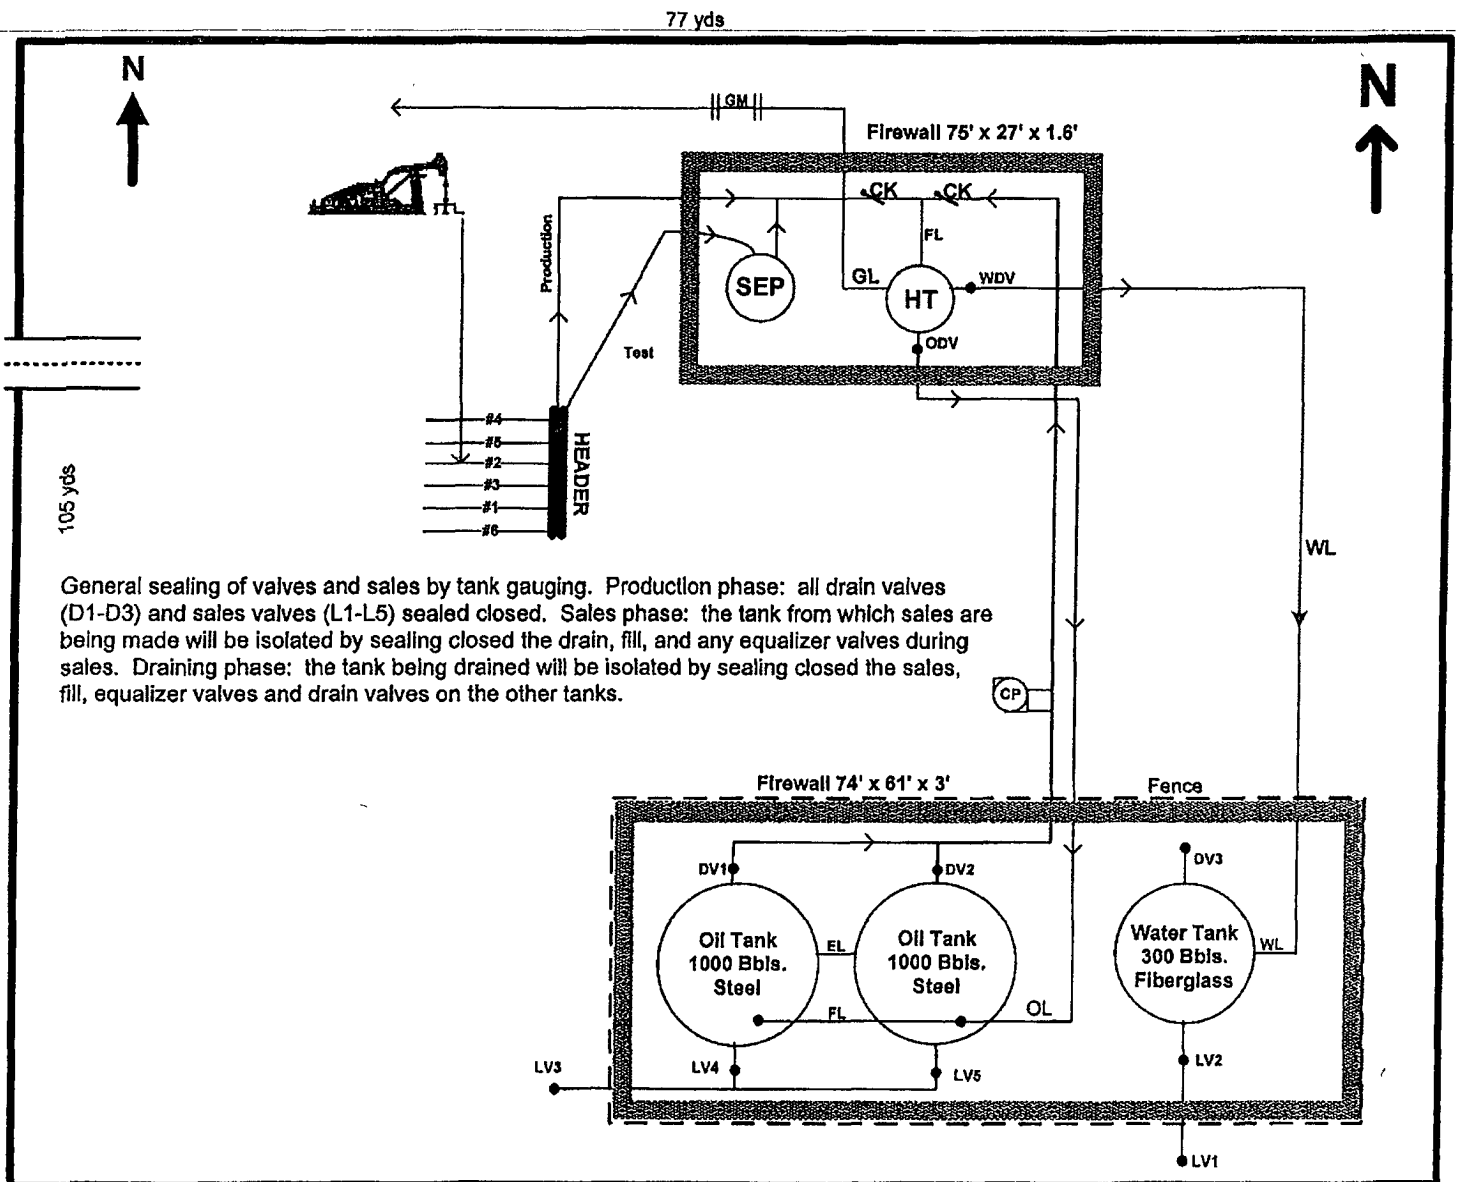 77 yds
N
N
GM
Firewall 75' x 27' x 1.6'
CK
CK
Production
FL
SEP
GL
HT
WDV
ODV
Test
#4
#5
#2
#3
#1
#6
HEADER
105 yds
WL
General sealing of valves and sales by tank gauging. Production phase: all drain valves
(D1-D3) and sales valves (L1-L5) sealed closed. Sales phase: the tank from which sales are
being made will be isolated by sealing closed the drain, fill, and any equalizer valves during
sales. Draining phase: the tank being drained will be isolated by sealing closed the sales,
fill, equalizer valves and drain valves on the other tanks.
CP
Firewall 74' x 61' x 3'
Fence
DV1
DV2
DV3
Oil Tank
1000 Bbls.
Steel
EL
Oil Tank
1000 Bbls.
Steel
Water Tank
300 Bbls.
Fiberglass
WL
FL
OL
LV3
LV4
LV5
LV2
LV1